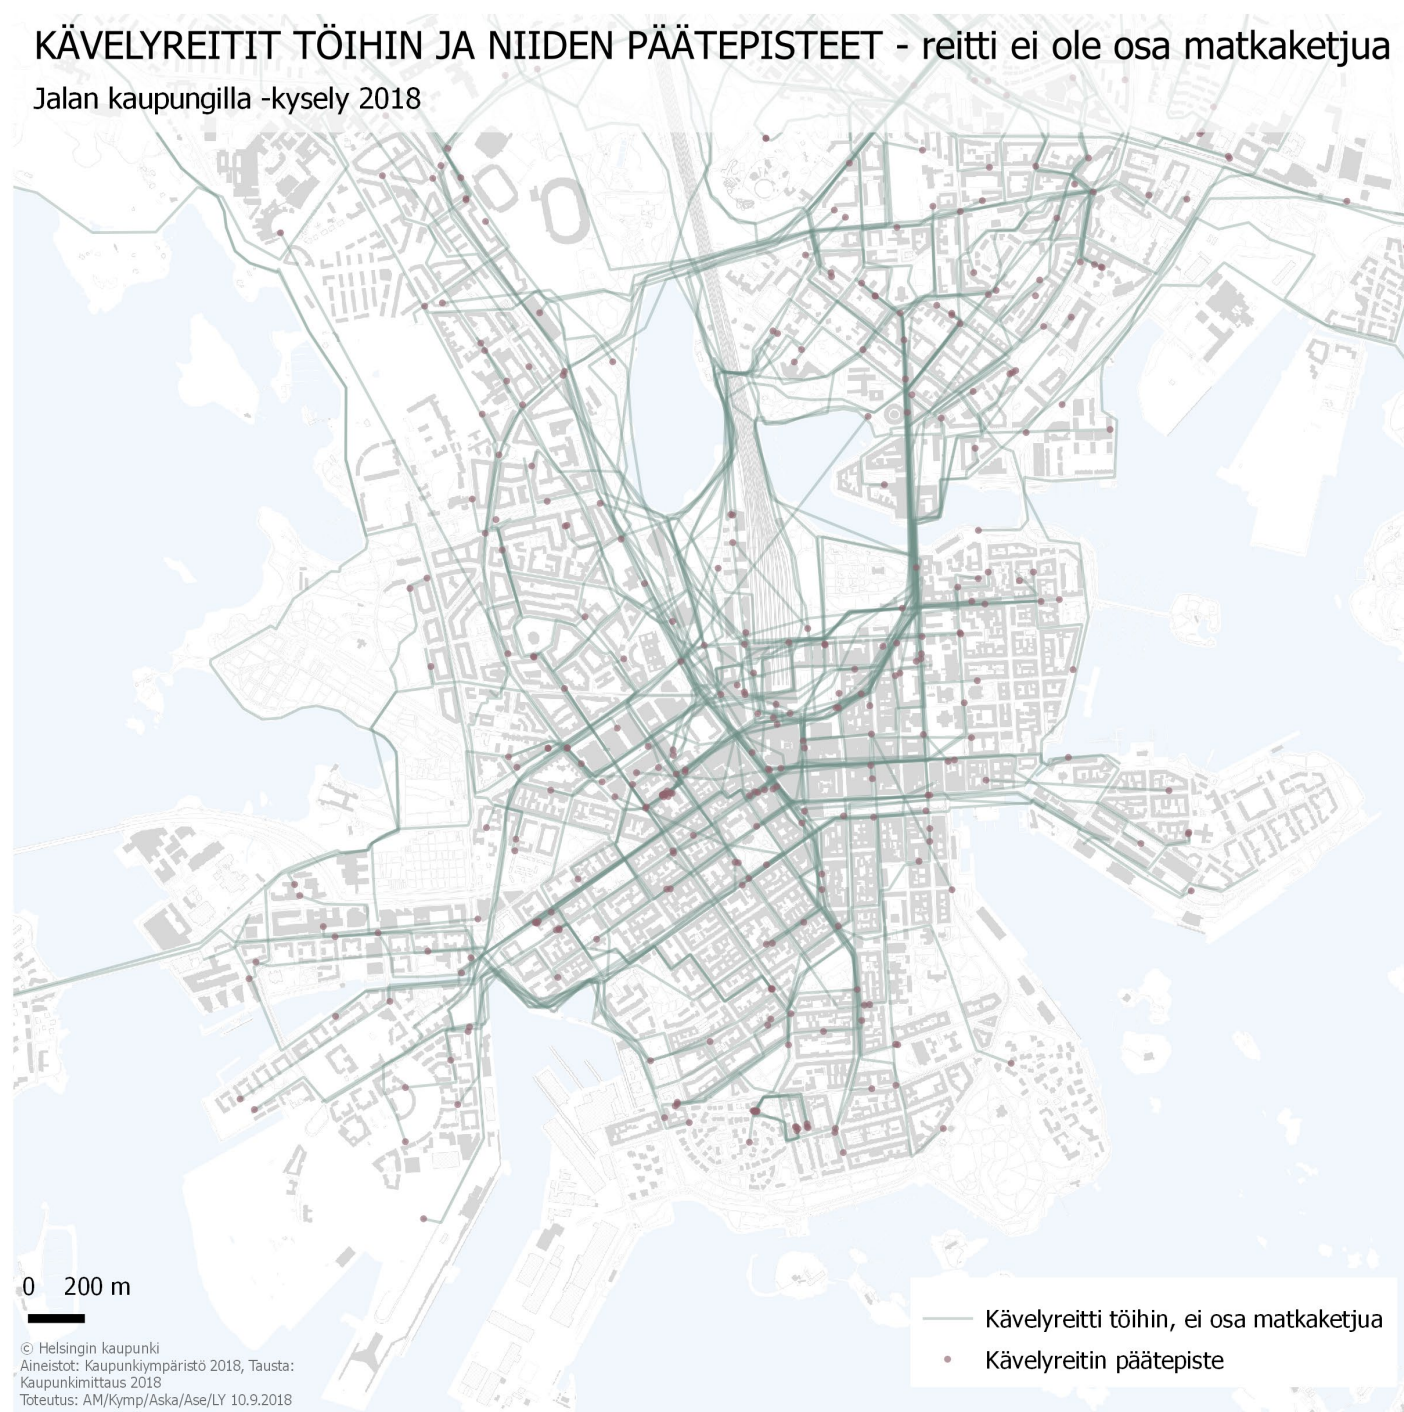 KÄVELYREITIT TÖIHIN JA NIIDEN PÄÄTEPISTEET - reitti ei ole osa matkaketjua
Jalan kaupungilla -kysely 2018
0 200 m
© Helsingin kaupunki
Aineistot: Kaupunkiympäristö 2018, Tausta:
Kaupunkimittaus 2018
Toteutus: AM/Kymp/Aska/Ase/LY 10.9.2018
Kävelyreitti töihin, ei osa matkaketjua
Kävelyreitin päätepiste